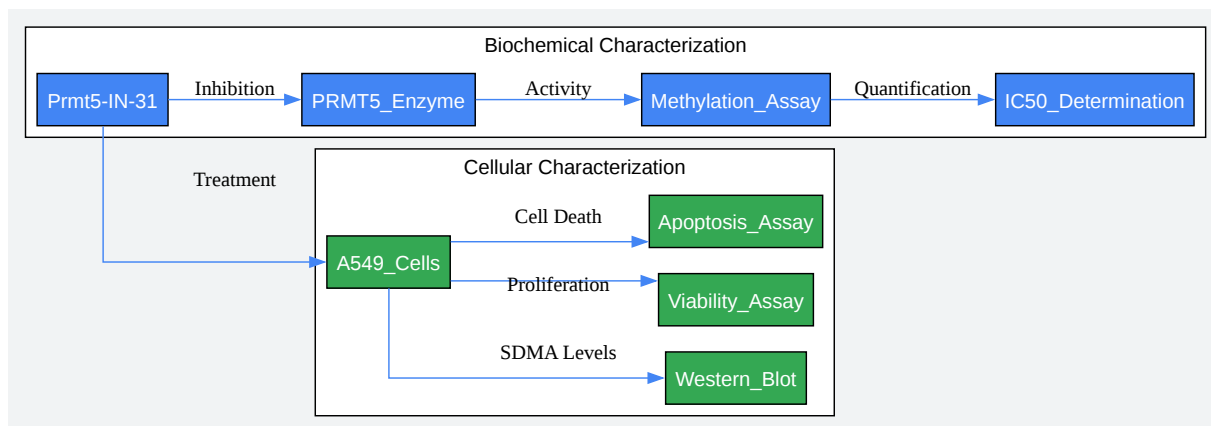 Biochemical Characterization
Prmt5-IN-31
Inhibition
PRMT5_Enzyme
Activity
Methylation_Assay
Quantification
IC50_Determination
Treatment
Cellular Characterization
A549_Cells
Cell Death
Apoptosis_Assay
Proliferation
Viability_Assay
SDMA Levels
Western_Blot